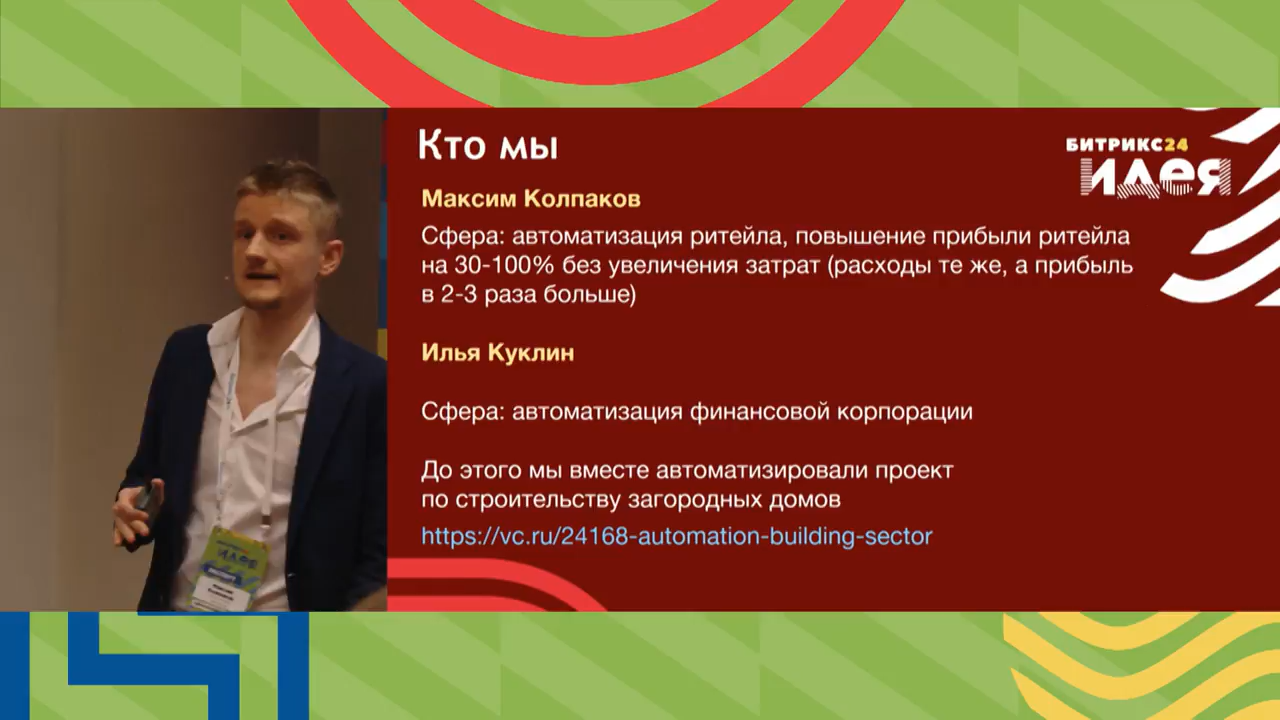 Кто мы
БИТРИКС24
идея
Максим Колпаков
Сфера: автоматизация ритейла, повышение прибыли ритейла
на 30-100% без увеличения затрат (расходы те же, а прибыль
в 2-3 раза больше)
Илья Куклин
Сфера: автоматизация финансовой корпорации
До этого мы вместе автоматизировали проект
по строительству загородных домов
https://vc.ru/24168-automation-building-sector
идея